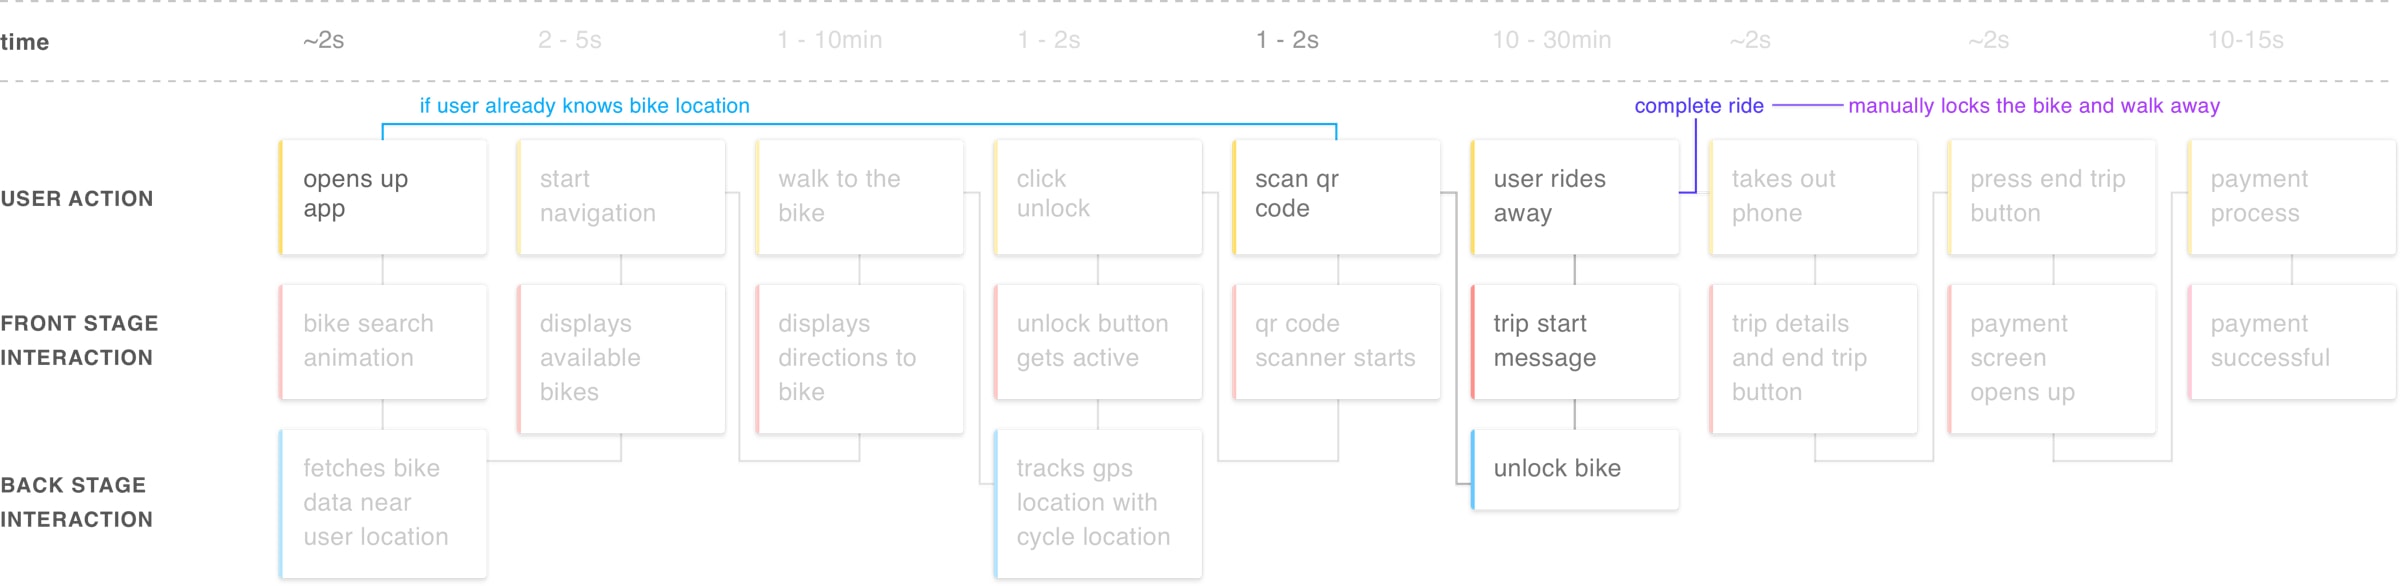 time ~2s 2 - 5s 1 - 10min 1 - 2s 1 - 2s 10 - 30min ~2s ~2s 10-15s
if user already knows bike location
complete ride
manually locks the bike and walk away
USER ACTION
opens up
app
start
navigation
walk to the
bike
click
unlock
scan qr
code
user rides
away
takes out
phone
press end trip
button
payment
process
FRONT STAGE
INTERACTION
bike search
animation
displays
available
bikes
displays
directions to
bike
unlock button
gets active
qr code
scanner starts
trip start
message
trip details
and end trip
button
payment
screen
opens up
payment
successful
BACK STAGE
INTERACTION
fetches bike
data near
user location
tracks gps
location with
cycle location
unlock bike